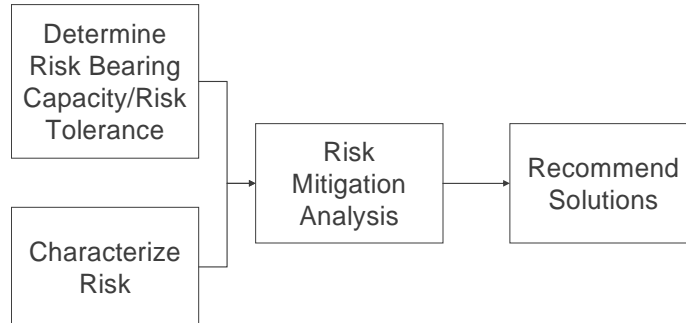 Determine
Risk Bearing
Capacity/Risk
Tolerance
Characterize
Risk
Risk
Mitigation
Analysis
Recommend
Solutions